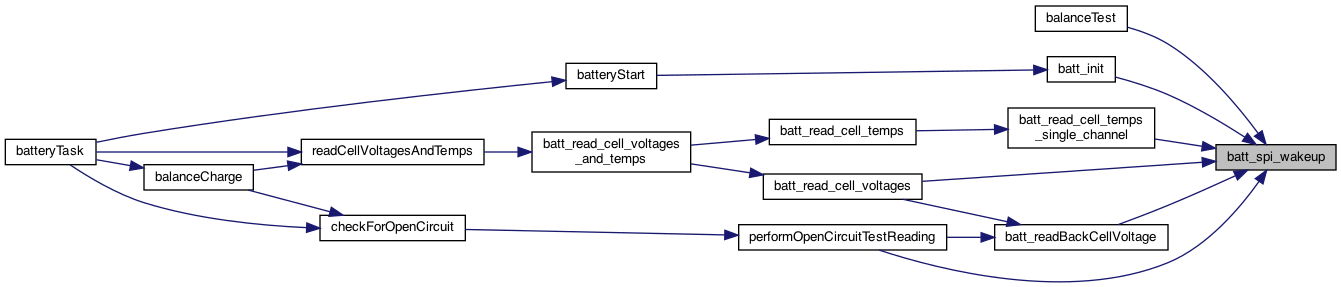 balanceTest
batt_init
batteryStart
batt_read_cell_temps
_single_channel
batt_read_cell_temps
batt_read_cell_voltages
_and_temps
readCellVoltagesAndTemps
batteryTask
batt_spi_wakeup
balanceCharge
batt_read_cell_voltages
checkForOpenCircuit
performOpenCircuitTestReading
batt_readBackCellVoltage